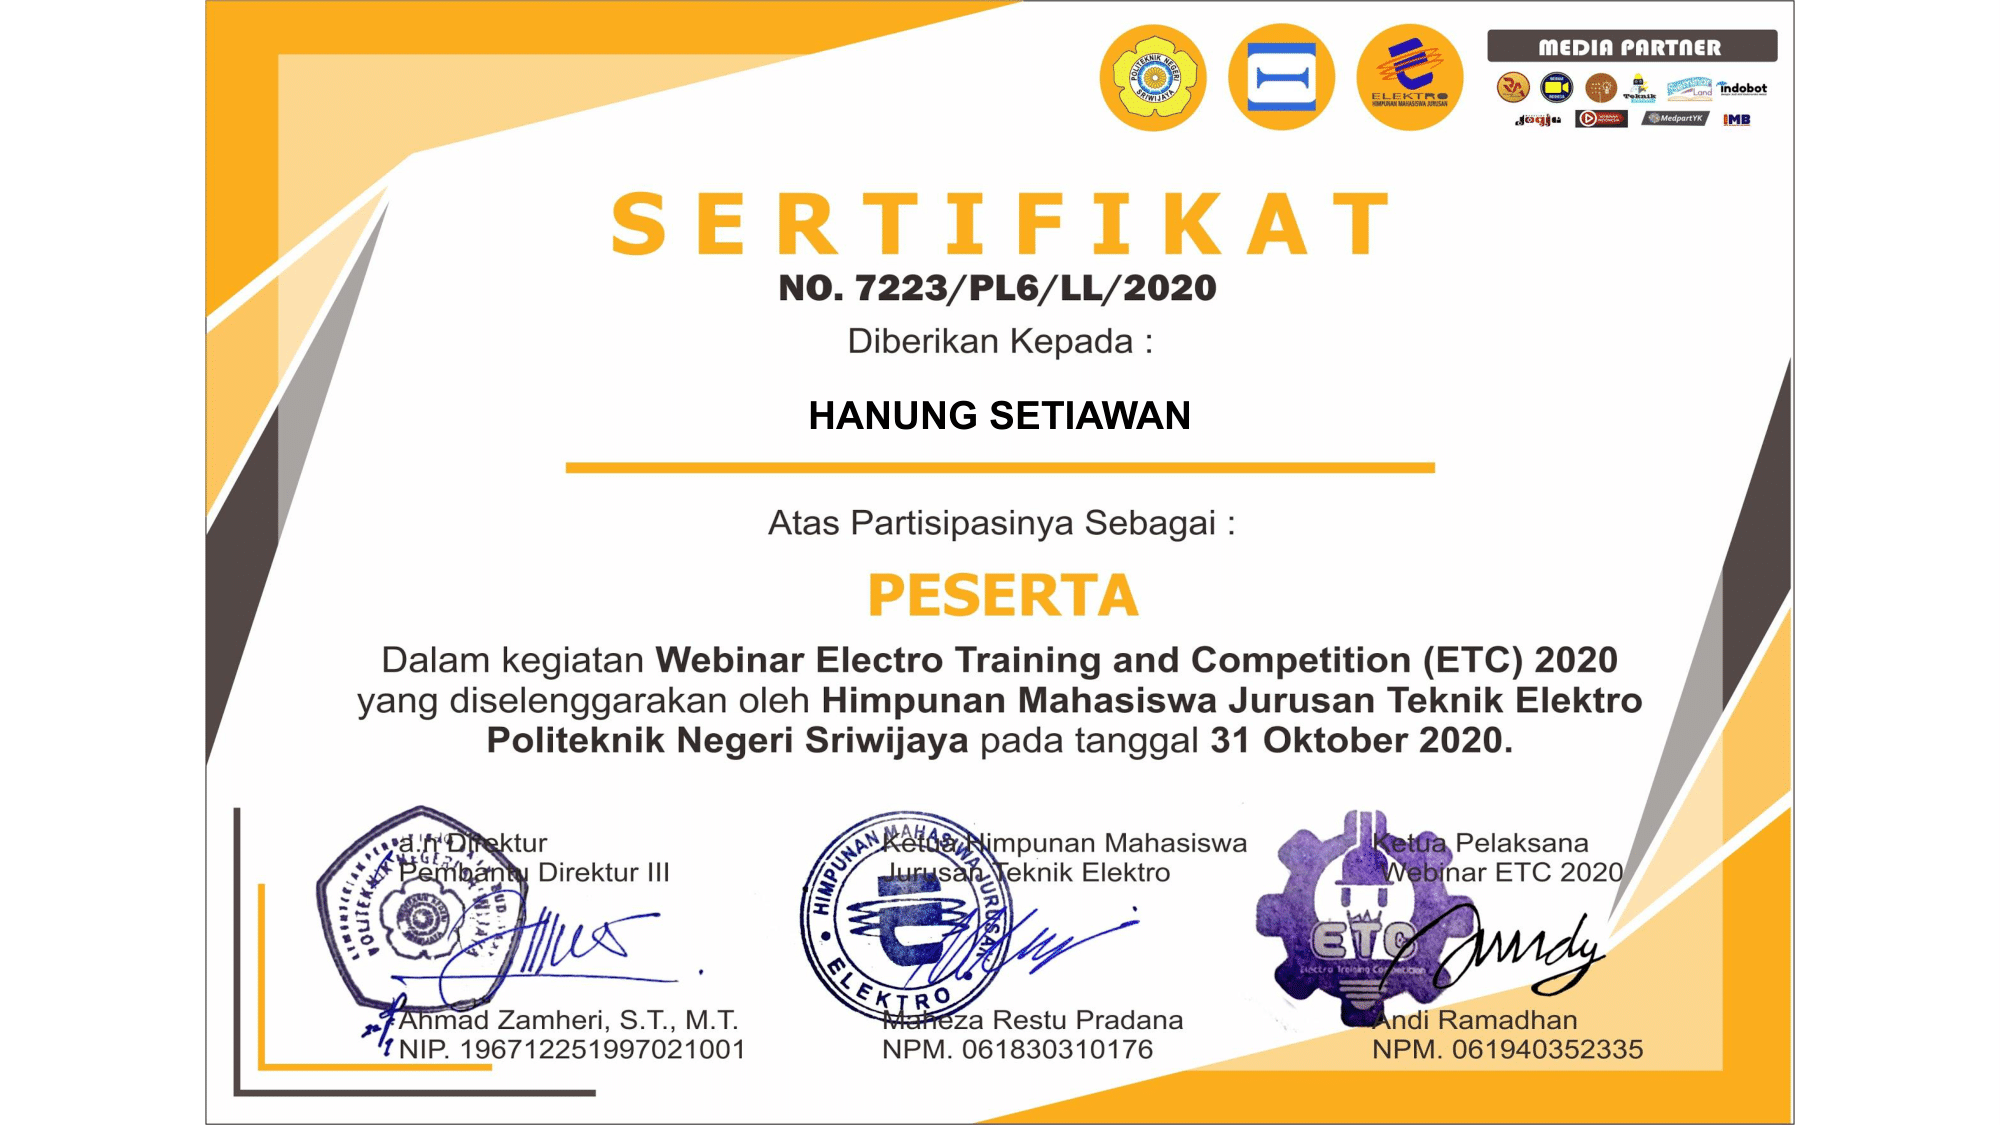 POLITEKNIK NEGERI SRIWIJAYA
ELEKTRO
HIMPUNAN MAHASISWA JURUSAN
MEDIA PARTNER
Teknik
Land
indobot
Jogja
MedpartYK
IMB
SERTIFIKAT
NO. 7223/PL6/LL/2020
Diberikan Kepada :
HANUNG SETIAWAN
Atas Partisipasinya Sebagai :
PESERTA
Dalam kegiatan Webinar Electro Training and Competition (ETC) 2020
yang diselenggarakan oleh Himpunan Mahasiswa Jurusan Teknik Elektro
Politeknik Negeri Sriwijaya pada tanggal 31 Oktober 2020.
a.n Direktur
Pembantu Direktur III
POLITEKNIK NEGERI SRIWIJAYA
Ahmad Zamheri, S.T., M.T.
NIP. 196712251997021001
Ketua Himpunan Mahasiswa
Jurusan Teknik Elektro
HIMPUNAN MAHASISWA JURUSAN
ELEKTRO
Maheza Restu Pradana
NPM. 061830310176
Ketua Pelaksana
Webinar ETC 2020
ETC
Electro Training Competition
Andi Ramadhan
NPM. 061940352335